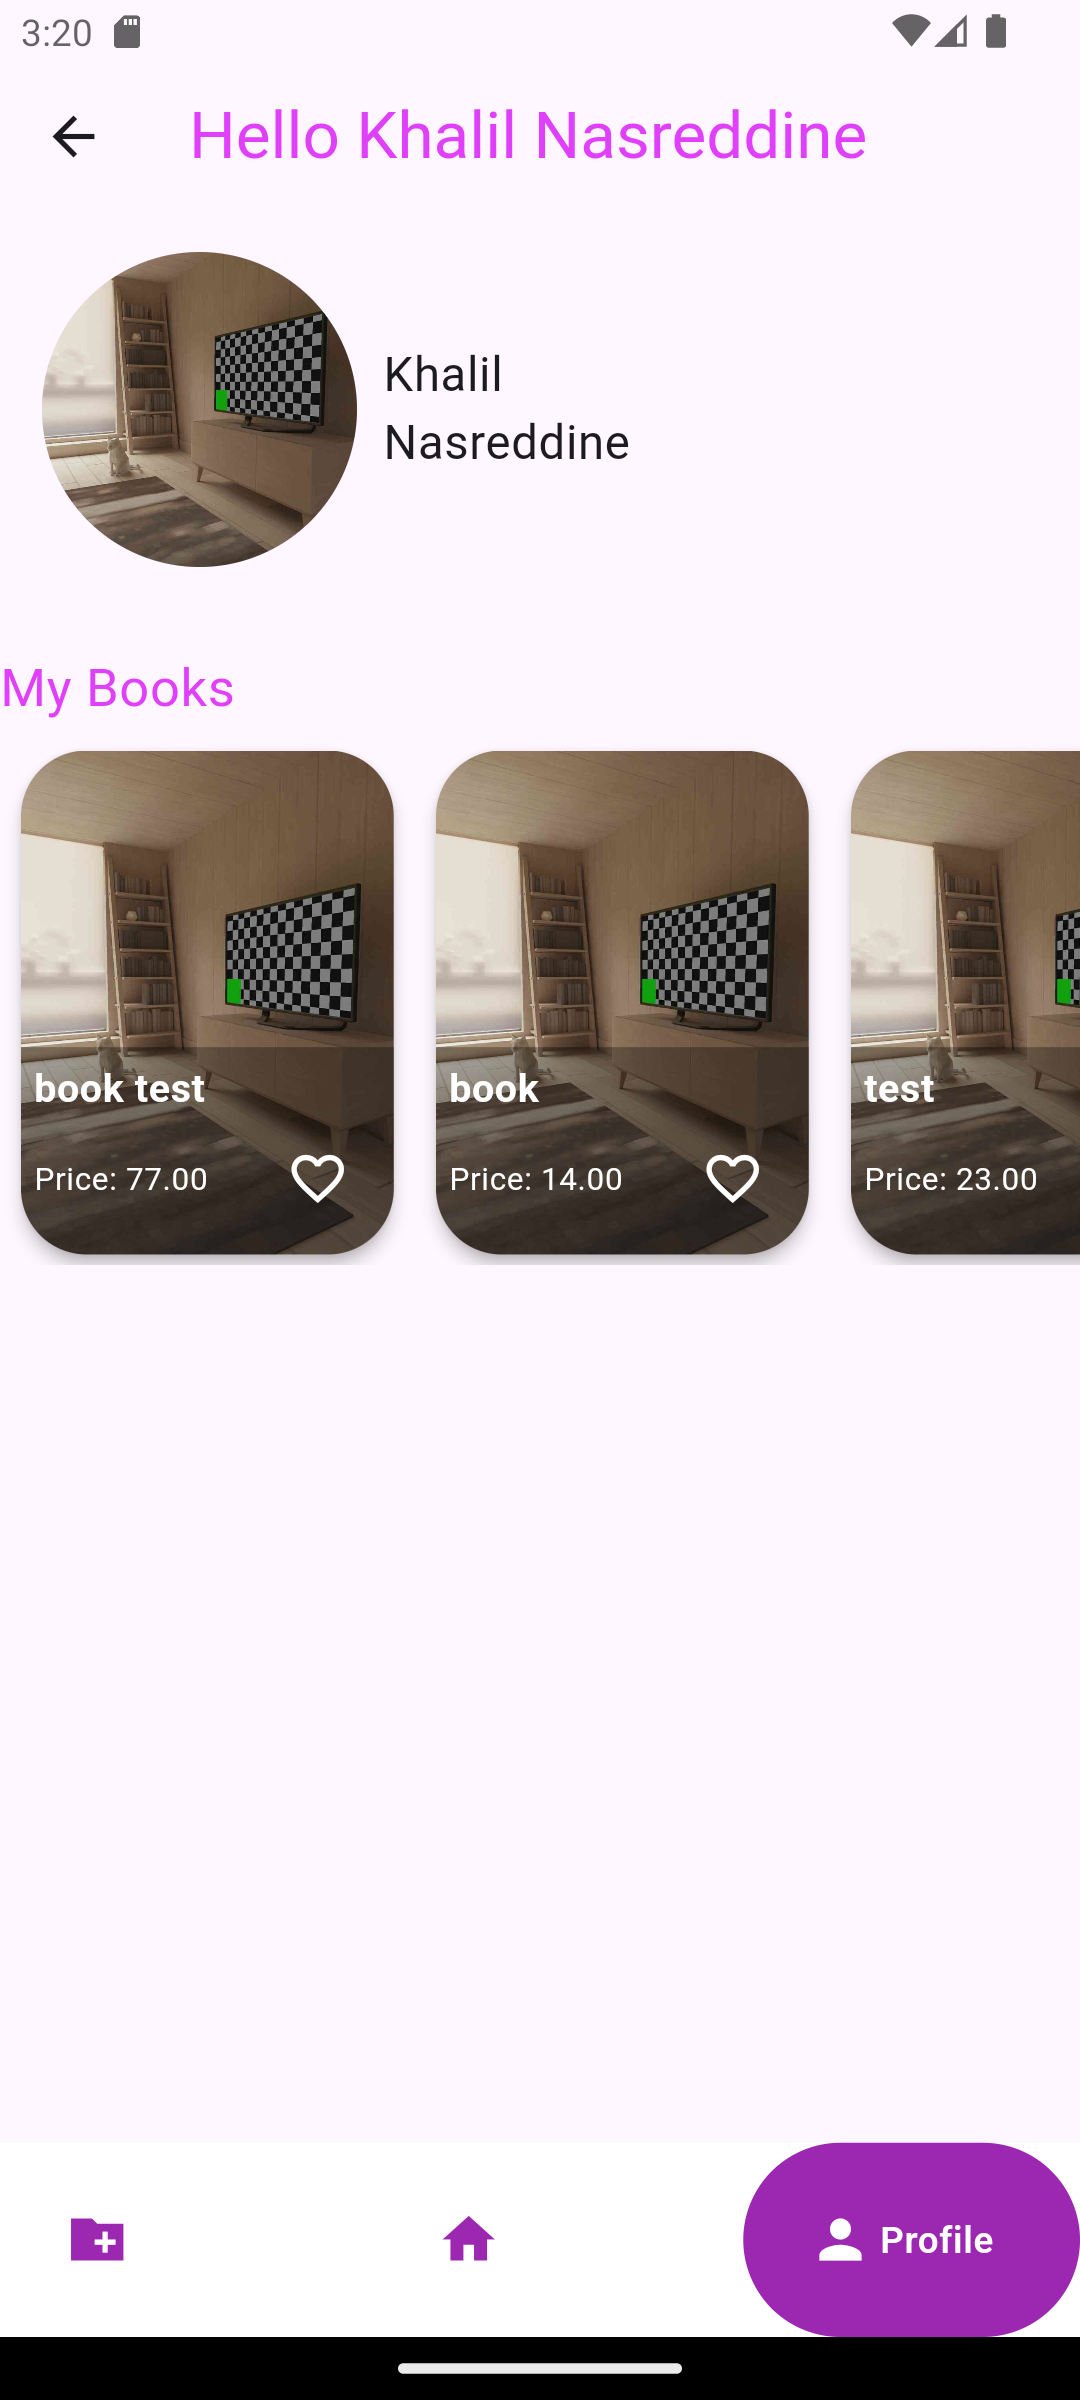 3:20
Hello Khalil Nasreddine
Khalil
Nasreddine
My Books
book test
Price: 77.00
book
Price: 14.00
test
Price: 23.00
Profile